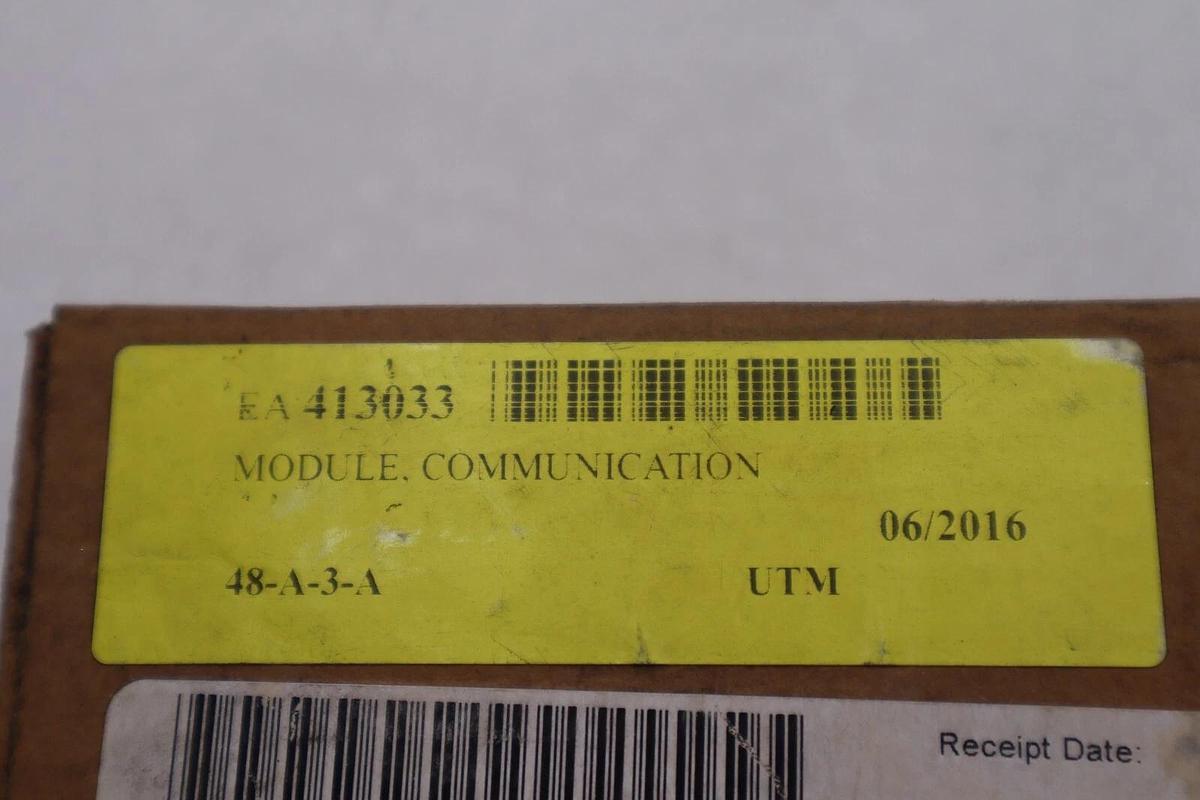 EA 413033
MODULE, COMMUNICATION
06/2016
48-A-3-A UTM
Receipt Date: